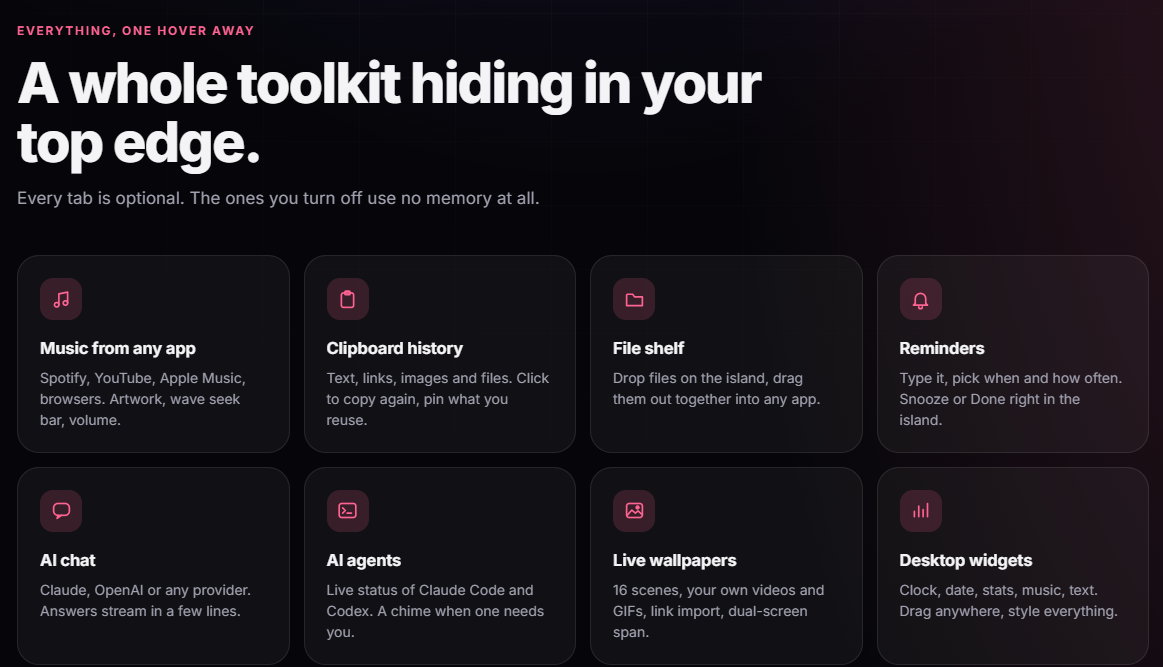 EVERYTHING, ONE HOVER AWAY
A whole toolkit hiding in your
top edge.
Every tab is optional. The ones you turn off use no memory at all.
Music from any app
Spotify, YouTube, Apple Music,
browsers. Artwork, wave seek
bar, volume.
Clipboard history
Text, links, images and files. Click
to copy again, pin what you
reuse.
File shelf
Drop files on the island, drag
them out together into any app.
Reminders
Type it, pick when and how often.
Snooze or Done right in the
island.
AI chat
Claude, OpenAI or any provider.
Answers stream in a few lines.
AI agents
Live status of Claude Code and
Codex. A chime when one needs
you.
Live wallpapers
16 scenes, your own videos and
GIFs, link import, dual-screen
span.
Desktop widgets
Clock, date, stats, music, text.
Drag anywhere, style everything.